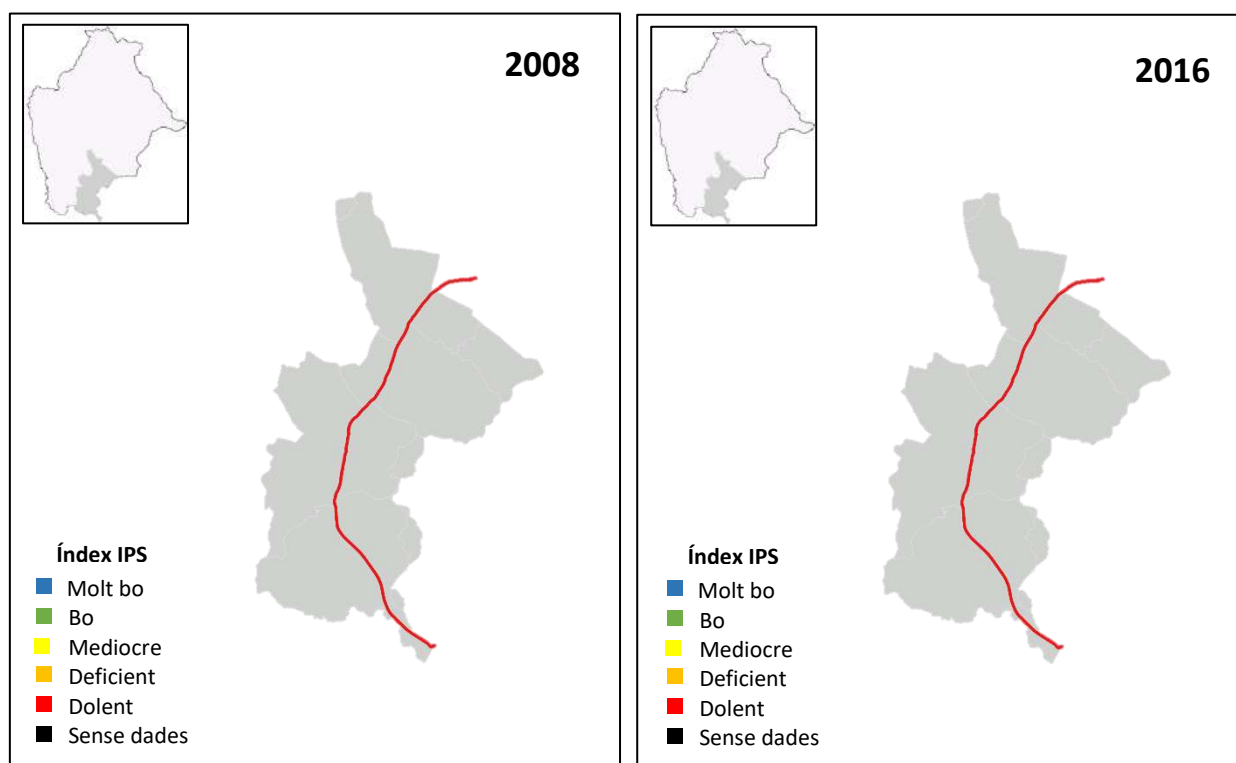 2008
Índex IPS
Molt bo
Bo
Mediocre
Deficient
Dolent
Sense dades
2016
Índex IPS
Molt bo
Bo
Mediocre
Deficient
Dolent
Sense dades